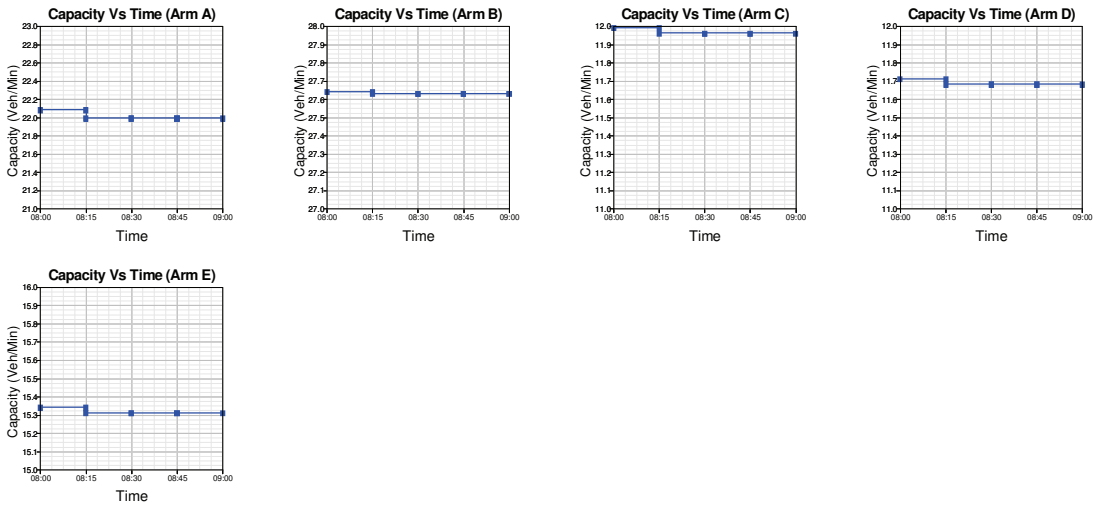 Capacity Vs Time (Arm A)
Capacity (Veh/Min)
23.0
22.8
22.6
22.4
22.2
22.0
21.8
21.6
21.4
21.2
21.0
08:00 08:15 08:30 08:45 09:00
Time
Capacity Vs Time (Arm B)
Capacity (Veh/Min)
28.0
27.9
27.8
27.7
27.6
27.5
27.4
27.3
27.2
27.1
27.0
08:00 08:15 08:30 08:45 09:00
Time
Capacity Vs Time (Arm C)
Capacity (Veh/Min)
12.0
11.9
11.8
11.7
11.6
11.5
11.4
11.3
11.2
11.1
11.0
08:00 08:15 08:30 08:45 09:00
Time
Capacity Vs Time (Arm D)
Capacity (Veh/Min)
12.0
11.9
11.8
11.7
11.6
11.5
11.4
11.3
11.2
11.1
11.0
08:00 08:15 08:30 08:45 09:00
Time
Capacity Vs Time (Arm E)
Capacity (Veh/Min)
16.0
15.9
15.8
15.7
15.6
15.5
15.4
15.3
15.2
15.1
15.0
08:00 08:15 08:30 08:45 09:00
Time